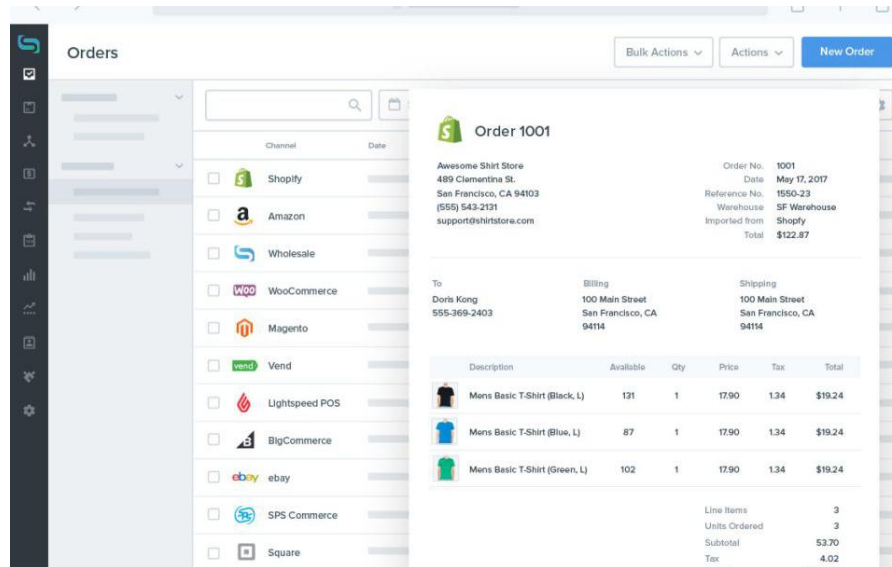 Orders
Bulk Actions
Actions
New Order
Channel
Date
Shopify
Amazon
Wholesale
WooCommerce
Magento
Vend
Lightspeed POS
BigCommerce
ebay
SPS Commerce
Square
Order 1001
Awesome Shirt Store
489 Clementina St.
San Francisco, CA 94103
(555) 543-2131
support@shirtstore.com
Order No. 1001
Date May 17, 2017
Reference No. 1550-23
Warehouse SF Warehouse
Imported from Shopfy
Total $122.87
To
Doris Kong
555-369-2403
Billing
100 Main Street
San Francisco, CA
94114
Shipping
100 Main Street
San Francisco, CA
94114
Description Available Qty Price Tax Total
Mens Basic T-Shirt (Black, L) 131 1 17.90 1.34 $19.24
Mens Basic T-Shirt (Blue, L) 87 1 17.90 1.34 $19.24
Mens Basic T-Shirt (Green, L) 102 1 17.90 1.34 $19.24
Line Items 3
Units Ordered 3
Subtotal 53.70
Tax 4.02